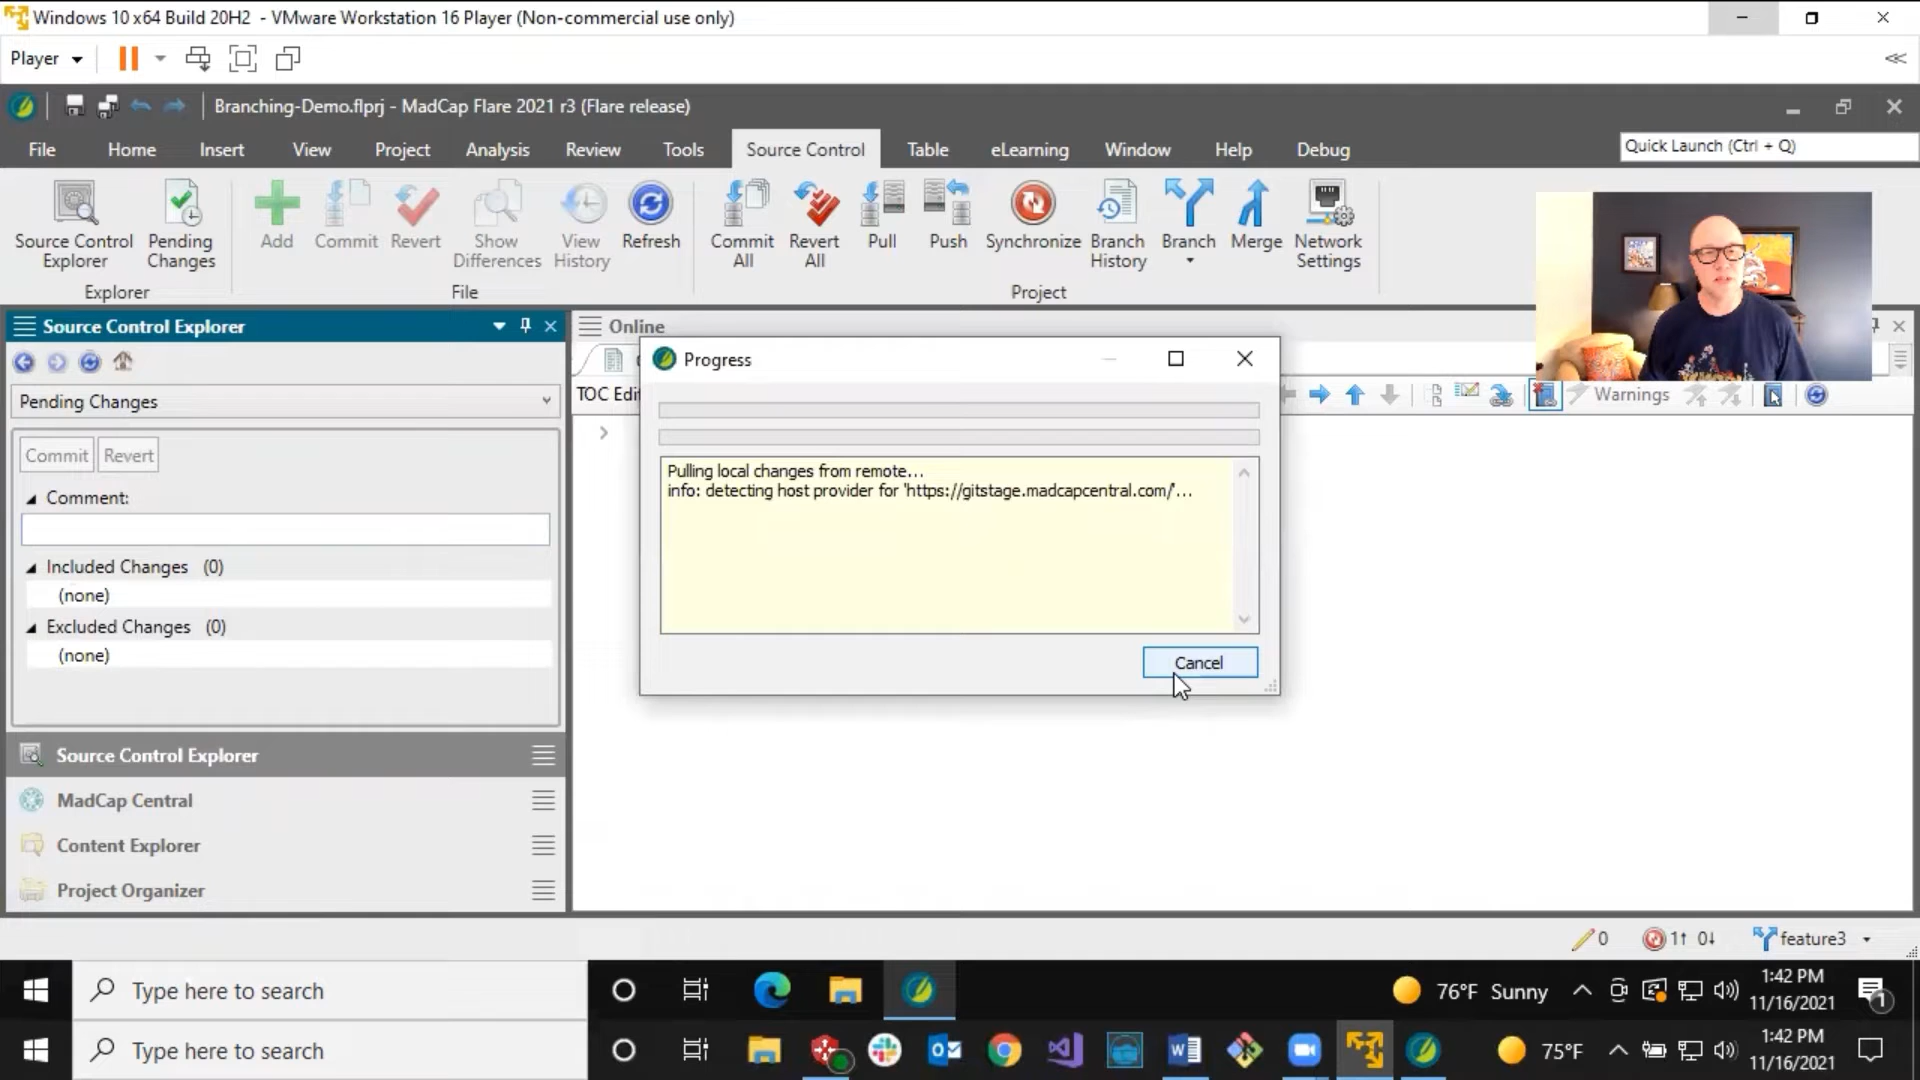 Windows 10 x64 Build 20H2 - VMware Workstation 16 Player (Non-commercial use only)
Player
Branching-Demo.flprj - MadCap Flare 2021 r3 (Flare release)
File Home Insert View Project Analysis Review Tools Source Control Table eLearning Window Help Debug
Quick Launch (Ctrl + Q)
Source Control Explorer
Pending Changes
Add
Commit
Revert
Show Differences
View History
Refresh
Commit All
Revert All
Pull
Push
Synchronize
Branch History
Branch
Merge
Network Settings
Explorer
File
Project
Source Control Explorer
Pending Changes
Commit Revert
Comment:
Included Changes (0)
(none)
Excluded Changes (0)
(none)
Source Control Explorer
MadCap Central
Content Explorer
Project Organizer
Online
Warnings
Progress
Pulling local changes from remote...
info: detecting host provider for 'https://gitstage.madcapcentral.com/'...
Cancel
0
1↑ 0↓
feature3
Type here to search
76°F Sunny
1:42 PM
11/16/2021
1
Type here to search
75°F
1:42 PM
11/16/2021